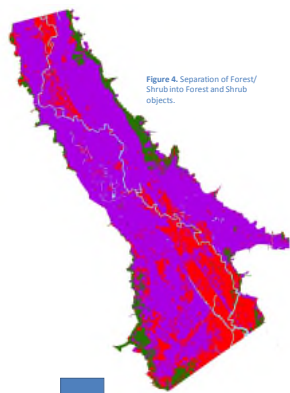 Figure 4. Separation of Forest/
Shrub into Forest and Shrub
objects.